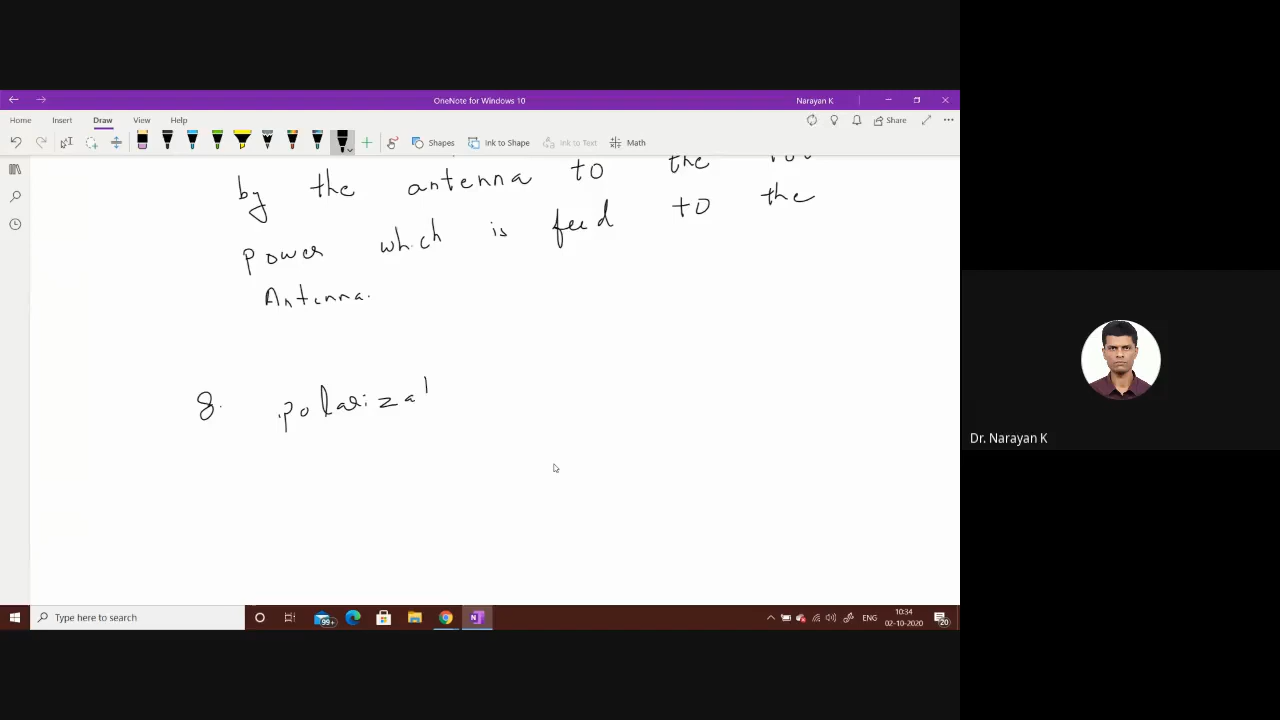 OneNote for Windows 10
Narayan K
Home Insert Draw View Help
Share
Shapes Ink to Shape Ink to Text Math
by the antenna to the
power which is feed to the
Antenna.
8. polarizat
Dr. Narayan K
Type here to search
99+
ENG
10:34
02-10-2020
20